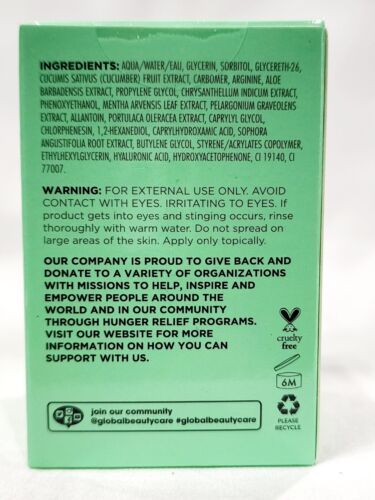 INGREDIENTS: AQUA/WATER/EAU, GLYCERIN, SORBITOL, GLYCERETH-26,
CUCUMIS SATIVUS (CUCUMBER) FRUIT EXTRACT, CARBOMER, ARGININE, ALOE
BARBADENSIS EXTRACT, PROPYLENE GLYCOL, CHRYSANTHELLUM INDICUM EXTRACT,
PHENOXYETHANOL, MENTHA ARVENSIS LEAF EXTRACT, PELARGONIUM GRAVEOLENS
EXTRACT, ALLANTOIN, PORTULACA OLERACEA EXTRACT, CAPRYLYL GLYCOL,
CHLORPHENESIN, 1,2-HEXANEDIOL, CAPRYLHYDROXAMIC ACID, SOPHORA
ANGUSTIFOLIA ROOT EXTRACT, BUTYLENE GLYCOL, STYRENE/ACRYLATES COPOLYMER,
ETHYLHEXYLGLYCERIN, HYALURONIC ACID, HYDROXYACETOPHENONE, CI 19140, CI
77007.
WARNING: FOR EXTERNAL USE ONLY. AVOID
CONTACT WITH EYES. IRRITATING TO EYES. If
product gets into eyes and stinging occurs, rinse
thoroughly with warm water. Do not spread on
large areas of the skin. Apply only topically.
OUR COMPANY IS PROUD TO GIVE BACK AND
DONATE TO A VARIETY OF ORGANIZATIONS
WITH MISSIONS TO HELP, INSPIRE AND
EMPOWER PEOPLE AROUND THE
WORLD AND IN OUR COMMUNITY
THROUGH HUNGER RELIEF PROGRAMS.
VISIT OUR WEBSITE FOR MORE
INFORMATION ON HOW YOU CAN
SUPPORT WITH US.
cruelty
free
6M
PLEASE
RECYCLE
join our community
@globalbeautycare #globalbeautycare